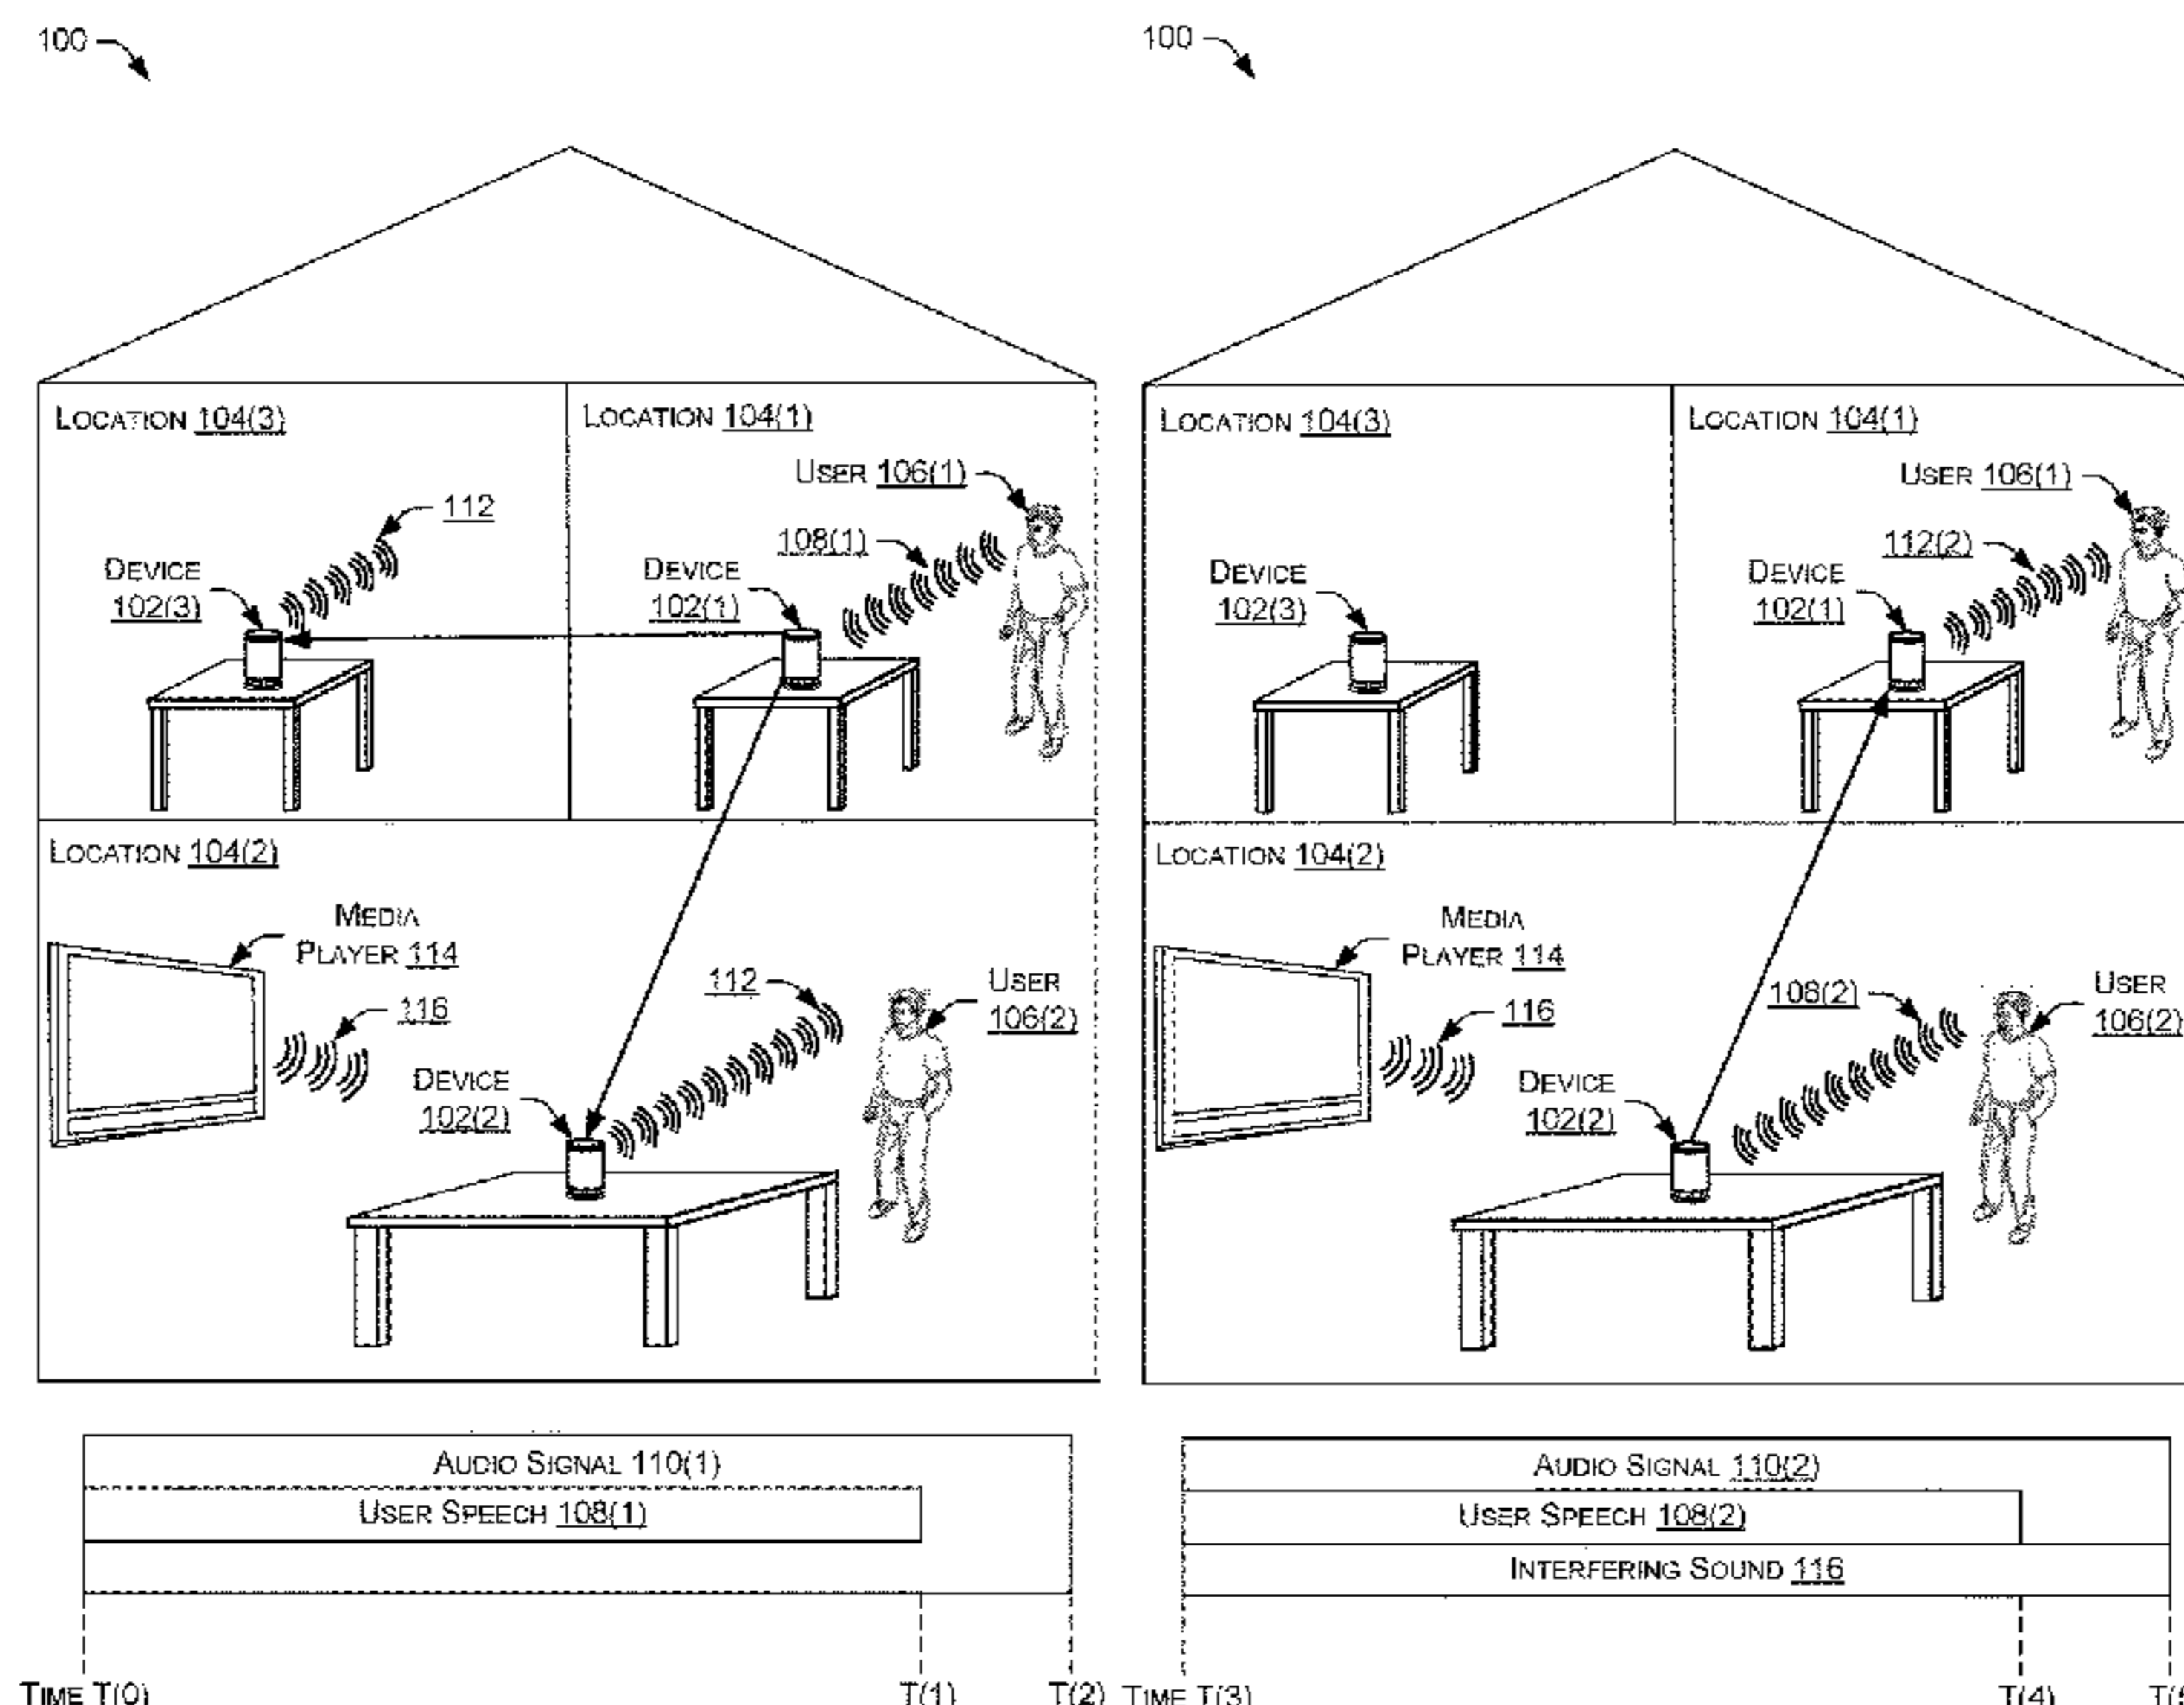 100
LOCATION 104(3)
LOCATION 104(1)
USER 106(1)
112
108(1)
DEVICE
102(3)
DEVICE
102(1)
LOCATION 104(2)
MEDIA
PLAYER 114
112
USER
106(2)
116
DEVICE
102(2)
AUDIO SIGNAL 110(1)
USER SPEECH 108(1)
TIME T(0)
T(1)
T(2)
100
LOCATION 104(3)
LOCATION 104(1)
USER 106(1)
112(2)
DEVICE
102(3)
DEVICE
102(1)
LOCATION 104(2)
MEDIA
PLAYER 114
108(2)
USER
106(2)
116
DEVICE
102(2)
AUDIO SIGNAL 110(2)
USER SPEECH 108(2)
INTERFERING SOUND 116
TIME T(3)
T(4)